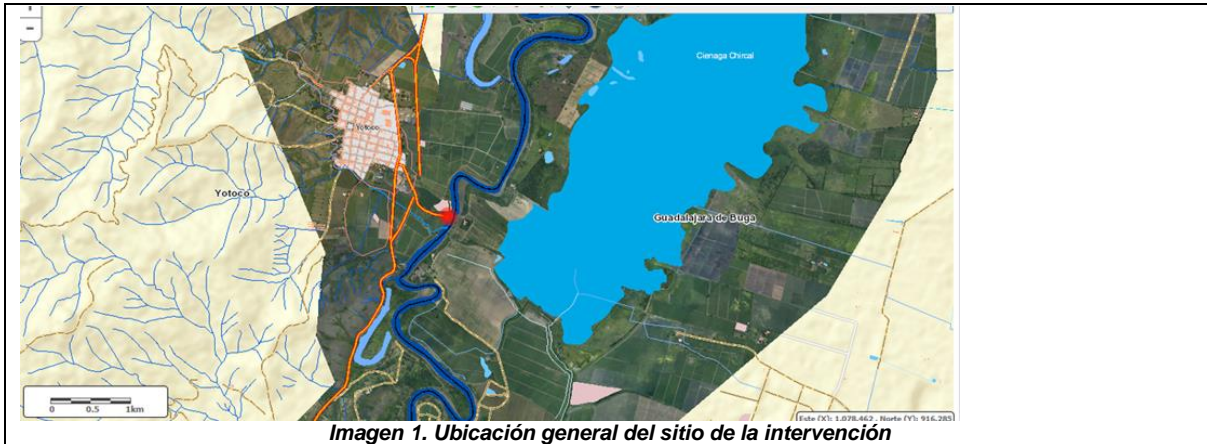 +
-
Cienaga Chircal
Yotoco
Yotoco
Guadalajara de Buga
0 0.5 1km
Este (X): 1.078.462 , Norte (Y): 916.285
Imagen 1. Ubicación general del sitio de la intervención